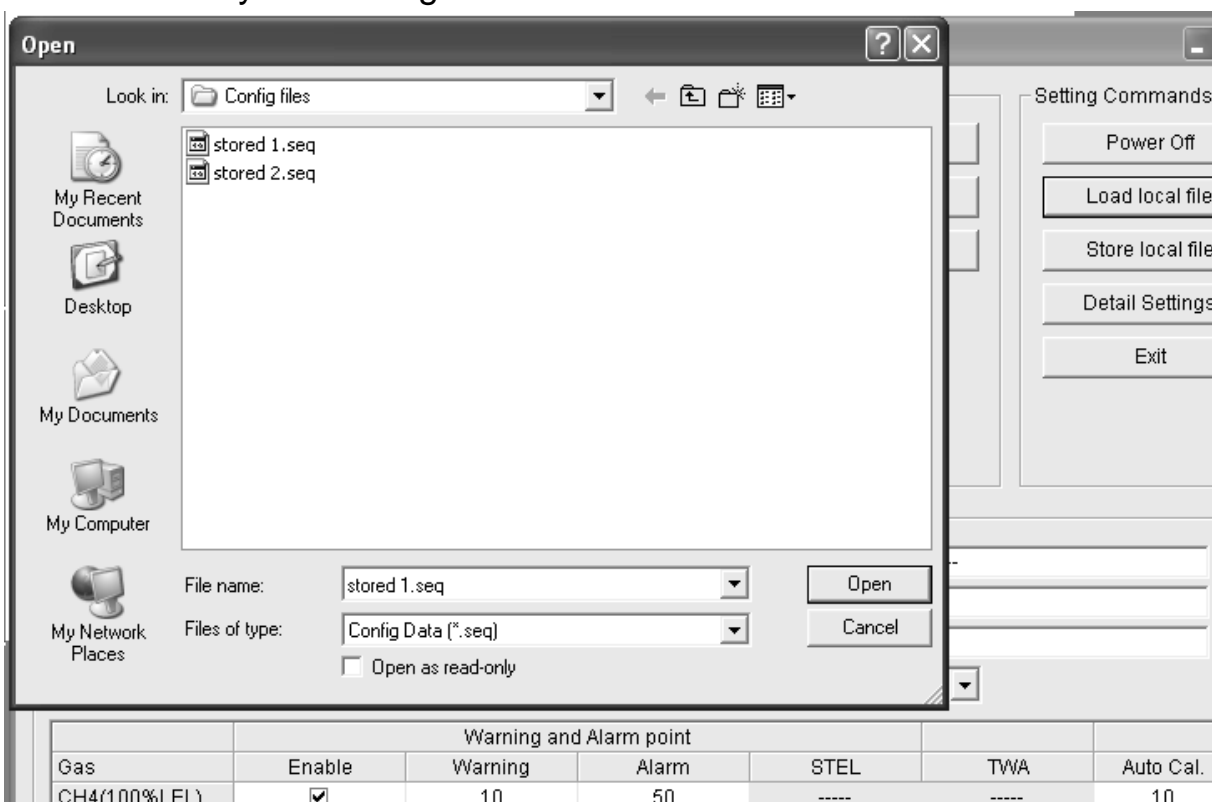 Open
Look in:
Config files
Setting Commands
stored 1.seq
stored 2.seq
My Recent
Documents
Desktop
My Documents
My Computer
My Network
Places
File name:
stored 1.seq
Open
Files of type:
Config Data (*.seq)
Cancel
Open as read-only
Power Off
Load local file
Store local file
Detail Settings
Exit
--
Warning and Alarm point
Gas Enable Warning Alarm STEL TWA Auto Cal.
CH4(100%LEL) 10 50 ----- ----- 10